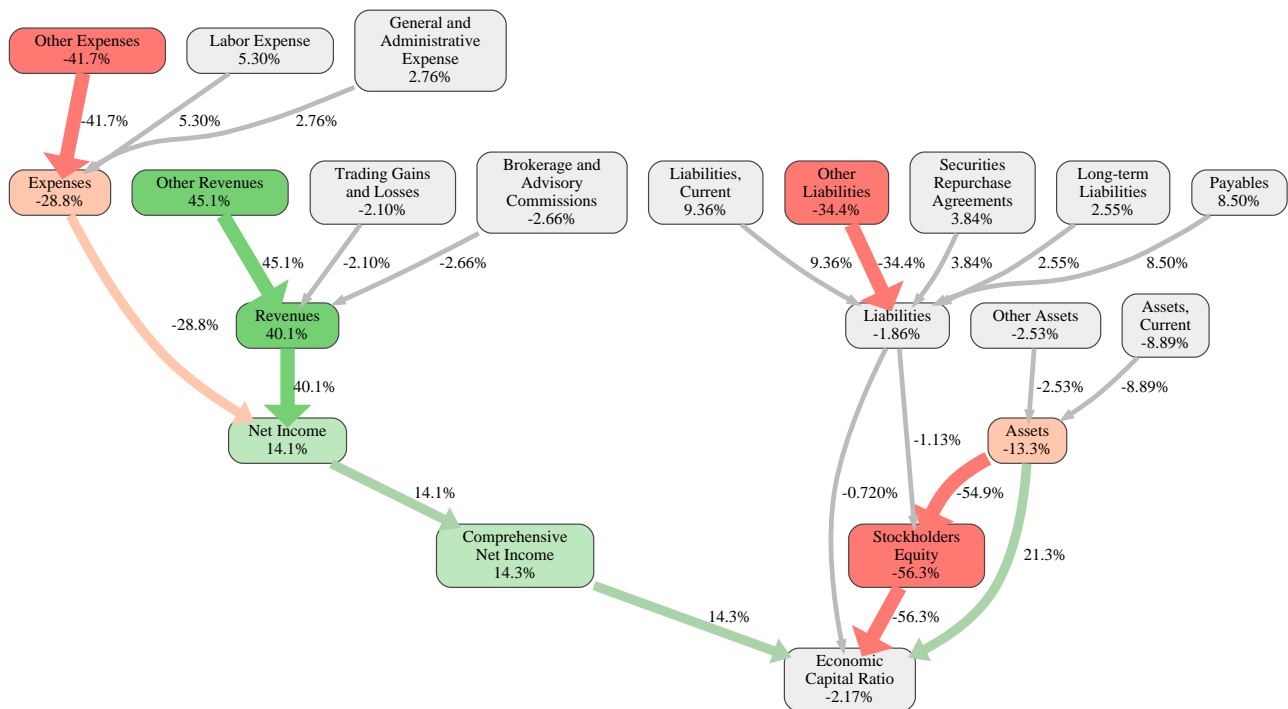 Other Expenses
-41.7%
Labor Expense
5.30%
General and
Administrative
Expense
2.76%
-41.7%
5.30%
2.76%
Expenses
-28.8%
Other Revenues
45.1%
Trading Gains
and Losses
-2.10%
Brokerage and
Advisory
Commissions
-2.66%
Liabilities,
Current
9.36%
Other
Liabilities
-34.4%
Securities
Repurchase
Agreements
3.84%
Long-term
Liabilities
2.55%
Payables
8.50%
45.1%
-2.10%
-2.66%
9.36%
-34.4%
3.84%
2.55%
8.50%
-28.8%
Revenues
40.1%
Liabilities
-1.86%
Other Assets
-2.53%
Assets,
Current
-8.89%
40.1%
-2.53%
-8.89%
Net Income
14.1%
-1.13%
Assets
-13.3%
14.1%
-0.720%
-54.9%
Comprehensive
Net Income
14.3%
Stockholders
Equity
-56.3%
21.3%
14.3%
-56.3%
Economic
Capital Ratio
-2.17%